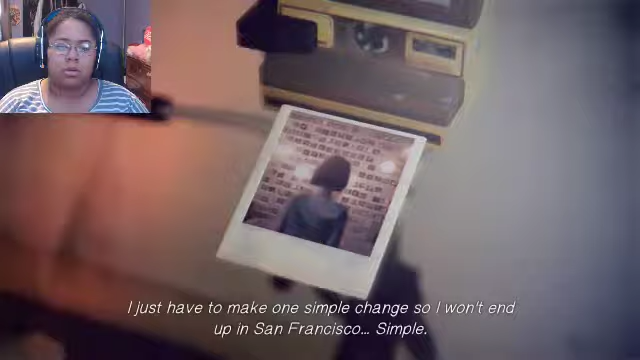 I just have to make one simple change so I won't end
up in San Francisco... Simple.